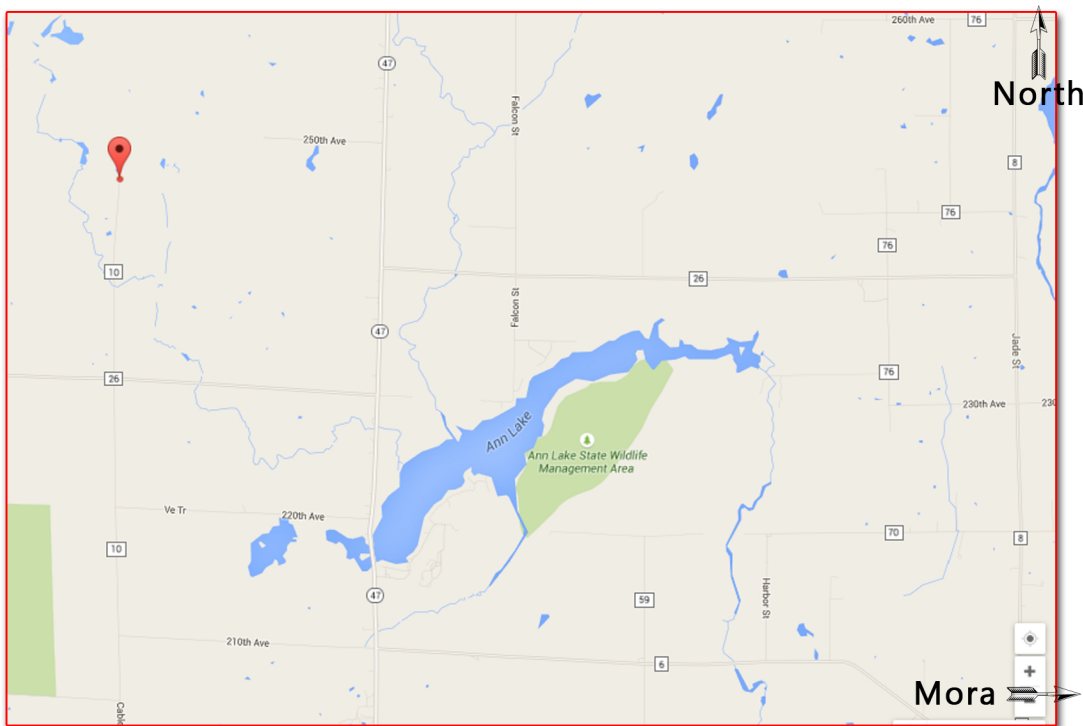 260th Ave
76
North
47
Falcon St
250th Ave
8
76
76
10
26
Falcon St
47
Jade St
26
76
230th Ave
230
Ann Lake
Ann Lake State Wildlife
Management Area
Ve Tr
220th Ave
70
8
10
47
59
Harbor St
210th Ave
6
Mora
Cable